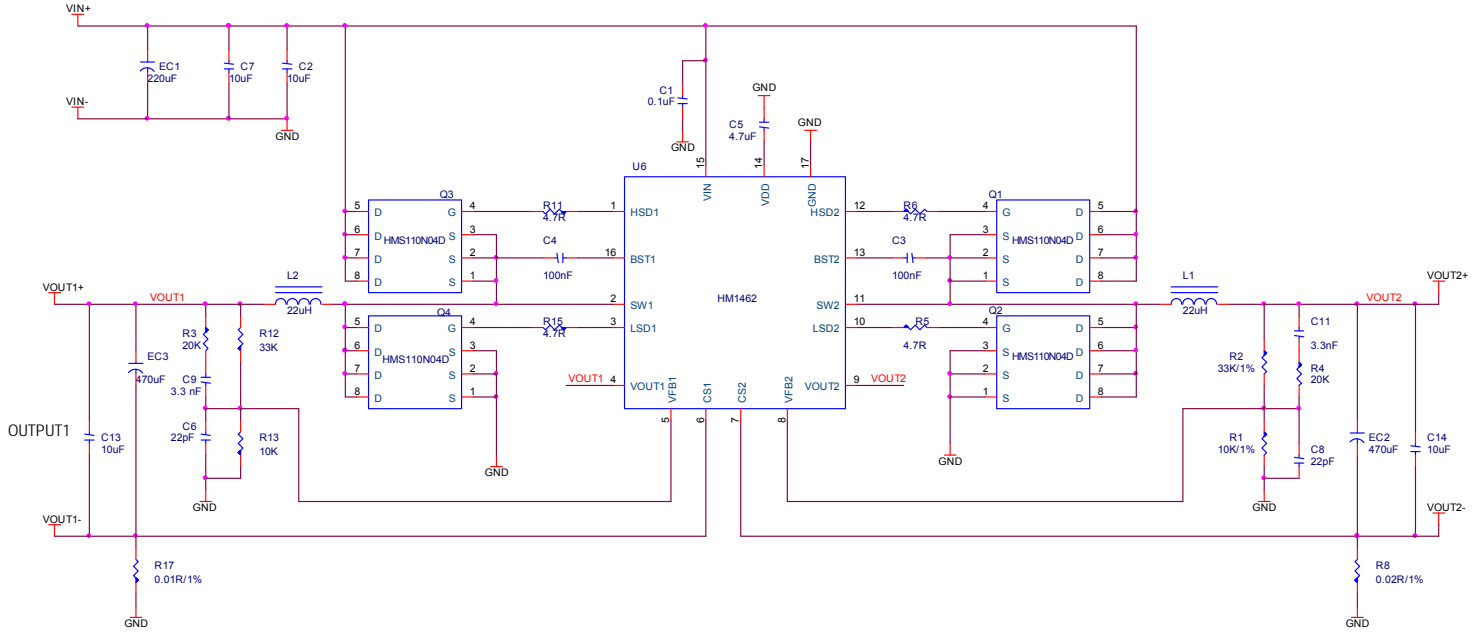 VIN+
EC1
220uF
C7
10uF
C2
10uF
VIN-
GND
C1
0.1uF
GND
GND
C5
4.7uF
GND
U6
15
VIN
14
VDD
17
GND
HM1462
1
HSD1
16
BST1
2
SW1
3
LSD1
4
VOUT1
VOUT1
5
VFB1
6
CS1
7
CS2
8
VFB2
HSD2
12
BST2
13
SW2
11
LSD2
10
VOUT2
9
VOUT2
Q3
5
D
G
4
6
D
S
3
HMS110N04D
7
D
S
2
8
D
S
1
R11
4.7R
C4
100nF
Q4
5
D
G
4
6
D
S
3
HMS110N04D
7
D
S
2
8
D
S
1
R15
4.7R
GND
R6
4.7R
C3
100nF
Q1
4
G
D
5
3
S
D
6
HMS110N04D
2
S
D
7
1
S
D
8
R5
4.7R
Q2
4
G
D
5
3
S
D
6
HMS110N04D
2
S
D
7
1
S
D
8
GND
VOUT1+
VOUT1
L2
22uH
R3
20K
R12
33K
EC3
470uF
C9
3.3 nF
OUTPUT1
C13
10uF
C6
22pF
R13
10K
GND
VOUT1-
R17
0.01R/1%
GND
L1
22uH
VOUT2
VOUT2+
C11
3.3nF
R2
33K/1%
R4
20K
R1
10K/1%
C8
22pF
EC2
470uF
C14
10uF
GND
VOUT2-
R8
0.02R/1%
GND